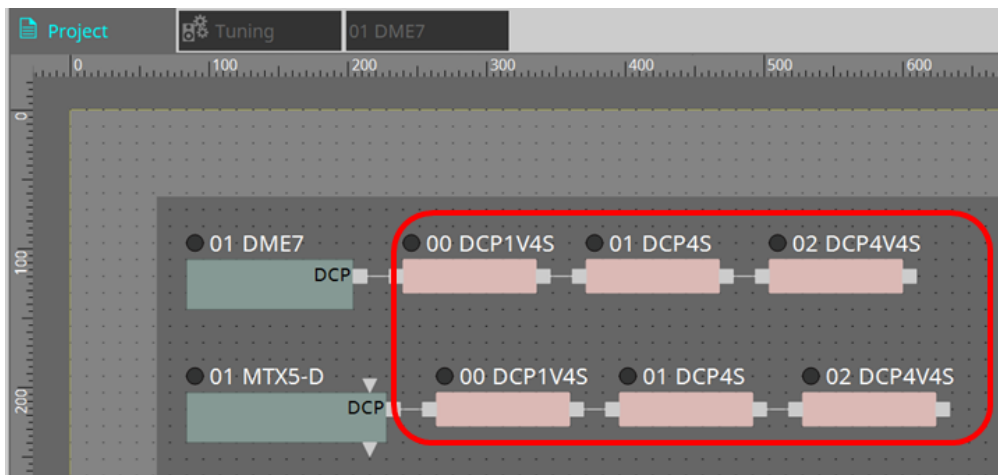 Project Tuning 01 DME7
0 100 200 300 400 500 600
0
01 DME7 00 DCP1V4S 01 DCP4S 02 DCP4V4S
DCP
100
01 MTX5-D 00 DCP1V4S 01 DCP4S 02 DCP4V4S
DCP
200